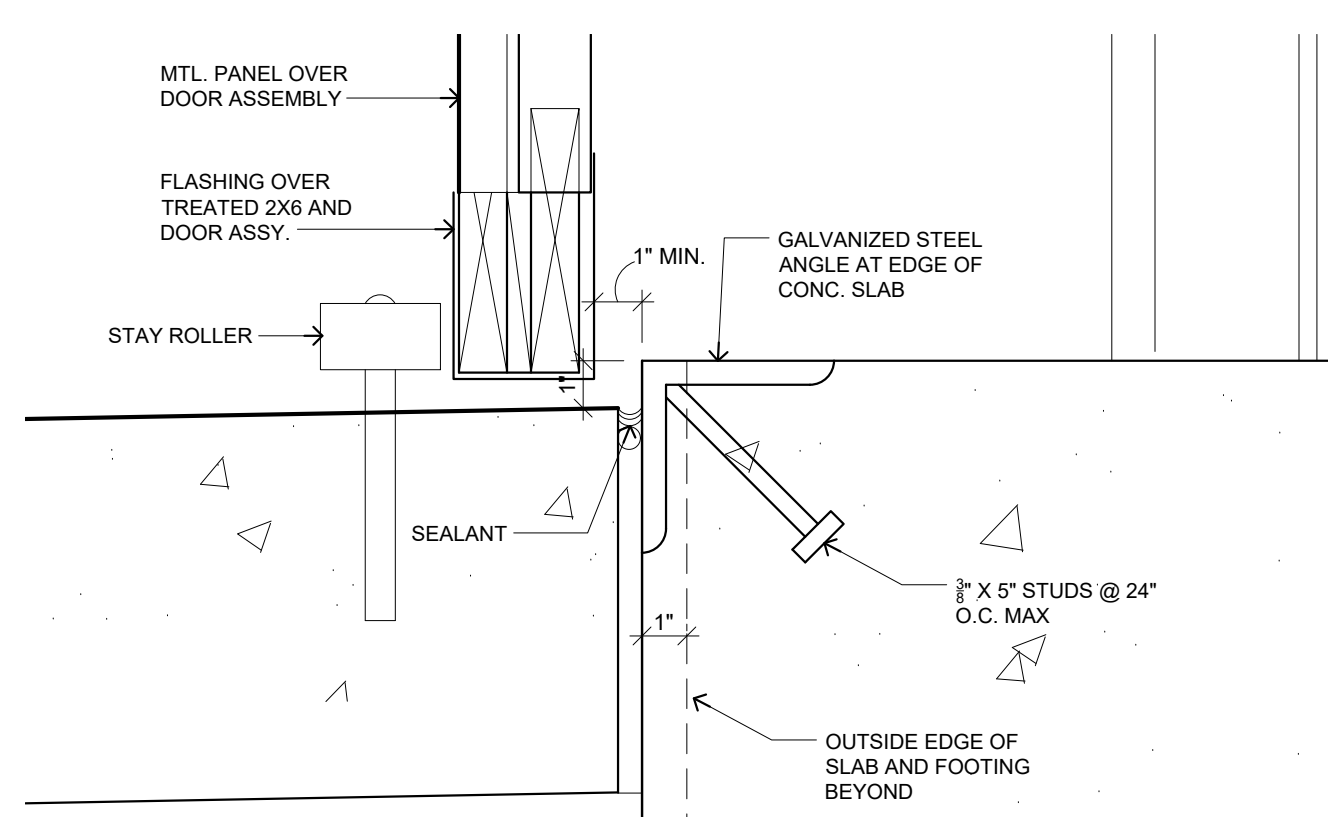 MTL. PANEL OVER
DOOR ASSEMBLY
FLASHING OVER
TREATED 2X6 AND
DOOR ASSY.
1" MIN.
GALVANIZED STEEL
ANGLE AT EDGE OF
CONC. SLAB
STAY ROLLER
1"
SEALANT
3/8" X 5" STUDS @ 24"
O.C. MAX
1"
OUTSIDE EDGE OF
SLAB AND FOOTING
BEYOND